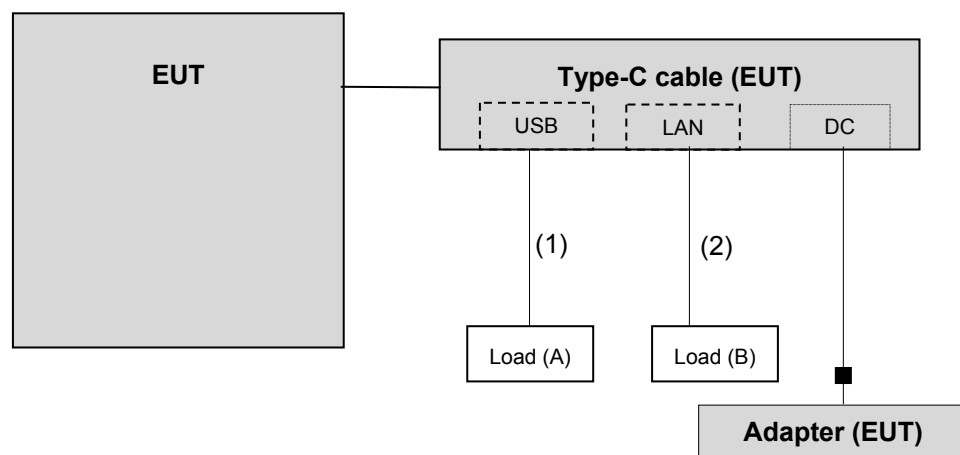 EUT
Type-C cable (EUT)
USB
LAN
DC
(1)
(2)
Load (A)
Load (B)
Adapter (EUT)